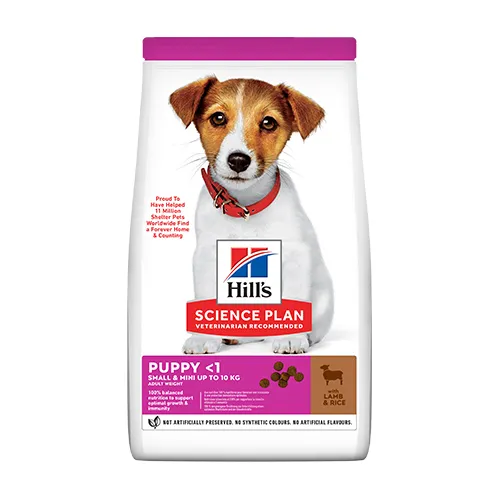 Proud To
Have Helped
11 Million
Shelter Pets
Worldwide Find
a Forever Home
& Counting
Hill's
SCIENCE PLAN
VETERINARIAN RECOMMENDED
PUPPY <1
SMALL & MINI UP TO 10 KG
ADULT WEIGHT
100% balanced
nutrition to support
optimal growth &
immunity
with
LAMB
& RICE
NOT ARTIFICIALLY PRESERVED. NO SYNTHETIC COLOURS. NO ARTIFICIAL FLAVOURS.